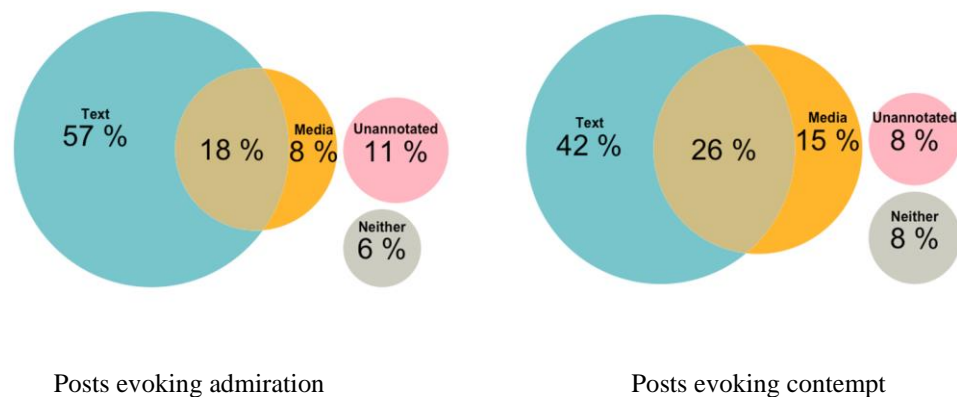 Text
57 %
18 %
Media
8 %
Unannotated
11 %
Neither
6 %
Text
42 %
26 %
Media
15 %
Unannotated
8 %
Neither
8 %
Posts evoking admiration
Posts evoking contempt